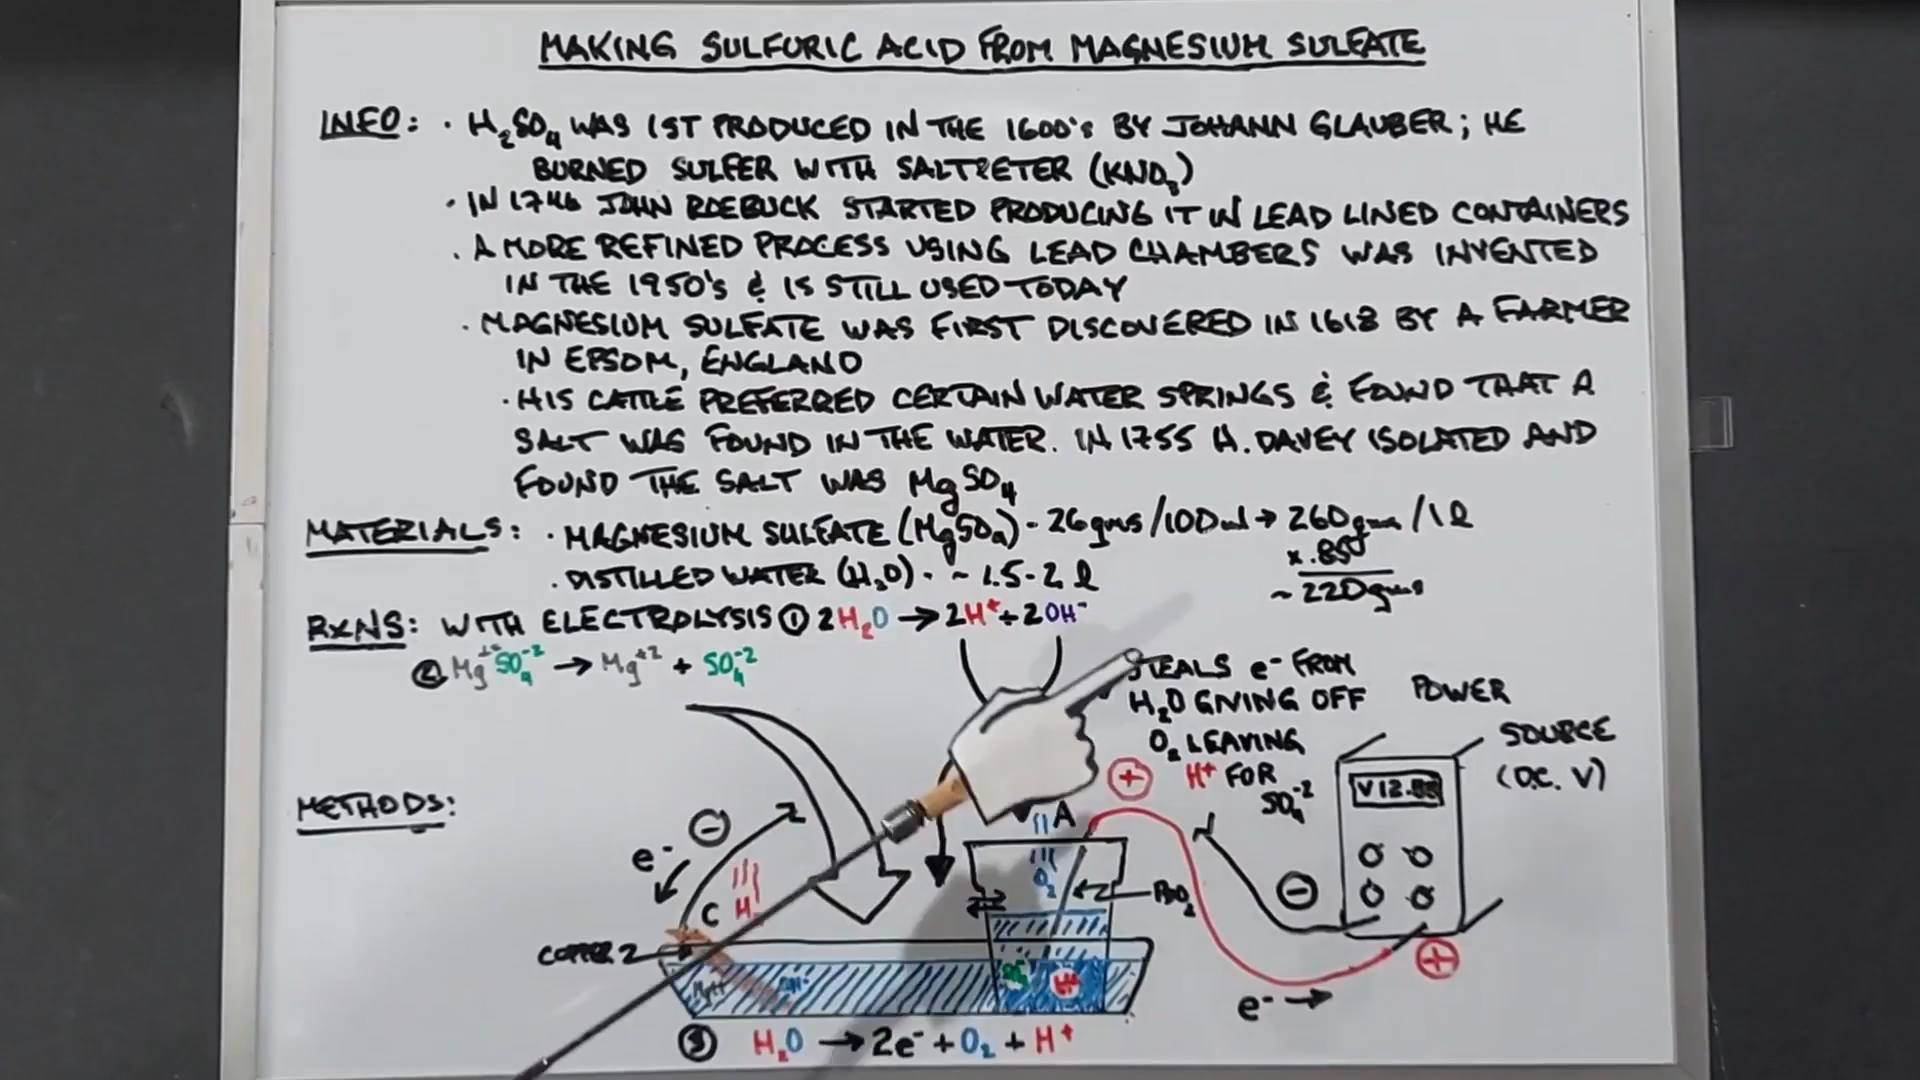 MAKING SULFURIC ACID FROM MAGNESIUM SULFATE
INFO: · H2SO4 WAS 1ST PRODUCED IN THE 1600's BY JOHANN GLAUBER; HE
BURNED SULFER WITH SALTPETER (KNO3)
· IN 1746 JOHN ROEBUCK STARTED PRODUCING IT IN LEAD LINED CONTAINERS
· A MORE REFINED PROCESS USING LEAD CHAMBERS WAS INVENTED
IN THE 1950's & IS STILL USED TODAY
· MAGNESIUM SULFATE WAS FIRST DISCOVERED IN 1618 BY A FARMER
IN EPSOM, ENGLAND
· HIS CATTLE PREFERRED CERTAIN WATER SPRINGS & FOUND THAT A
SALT WAS FOUND IN THE WATER. IN 1755 H. DAVEY ISOLATED AND
FOUND THE SALT WAS MgSO4
MATERIALS: · MAGNESIUM SULFATE (MgSO4) - 26gms/100ml → 260gms/1l
x .85
~220gms
· DISTILLED WATER (H2O) - ~1.5-2 l
RXNS: WITH ELECTROLYSIS ① 2H2O → 2H+ + 2OH-
② Mg+2SO4-2 → Mg+2 + SO4-2
STEALS e- FROM
H2O GIVING OFF
O2 LEAVING
H+ FOR
SO4-2
POWER
SOURCE
(D.C. V)
METHODS:
e-
-
C
H
COPPER
Mg++
OH-
A
O2
PbO2
H+
+
-
+
e- →
③ H2O → 2e- + O2 + H+